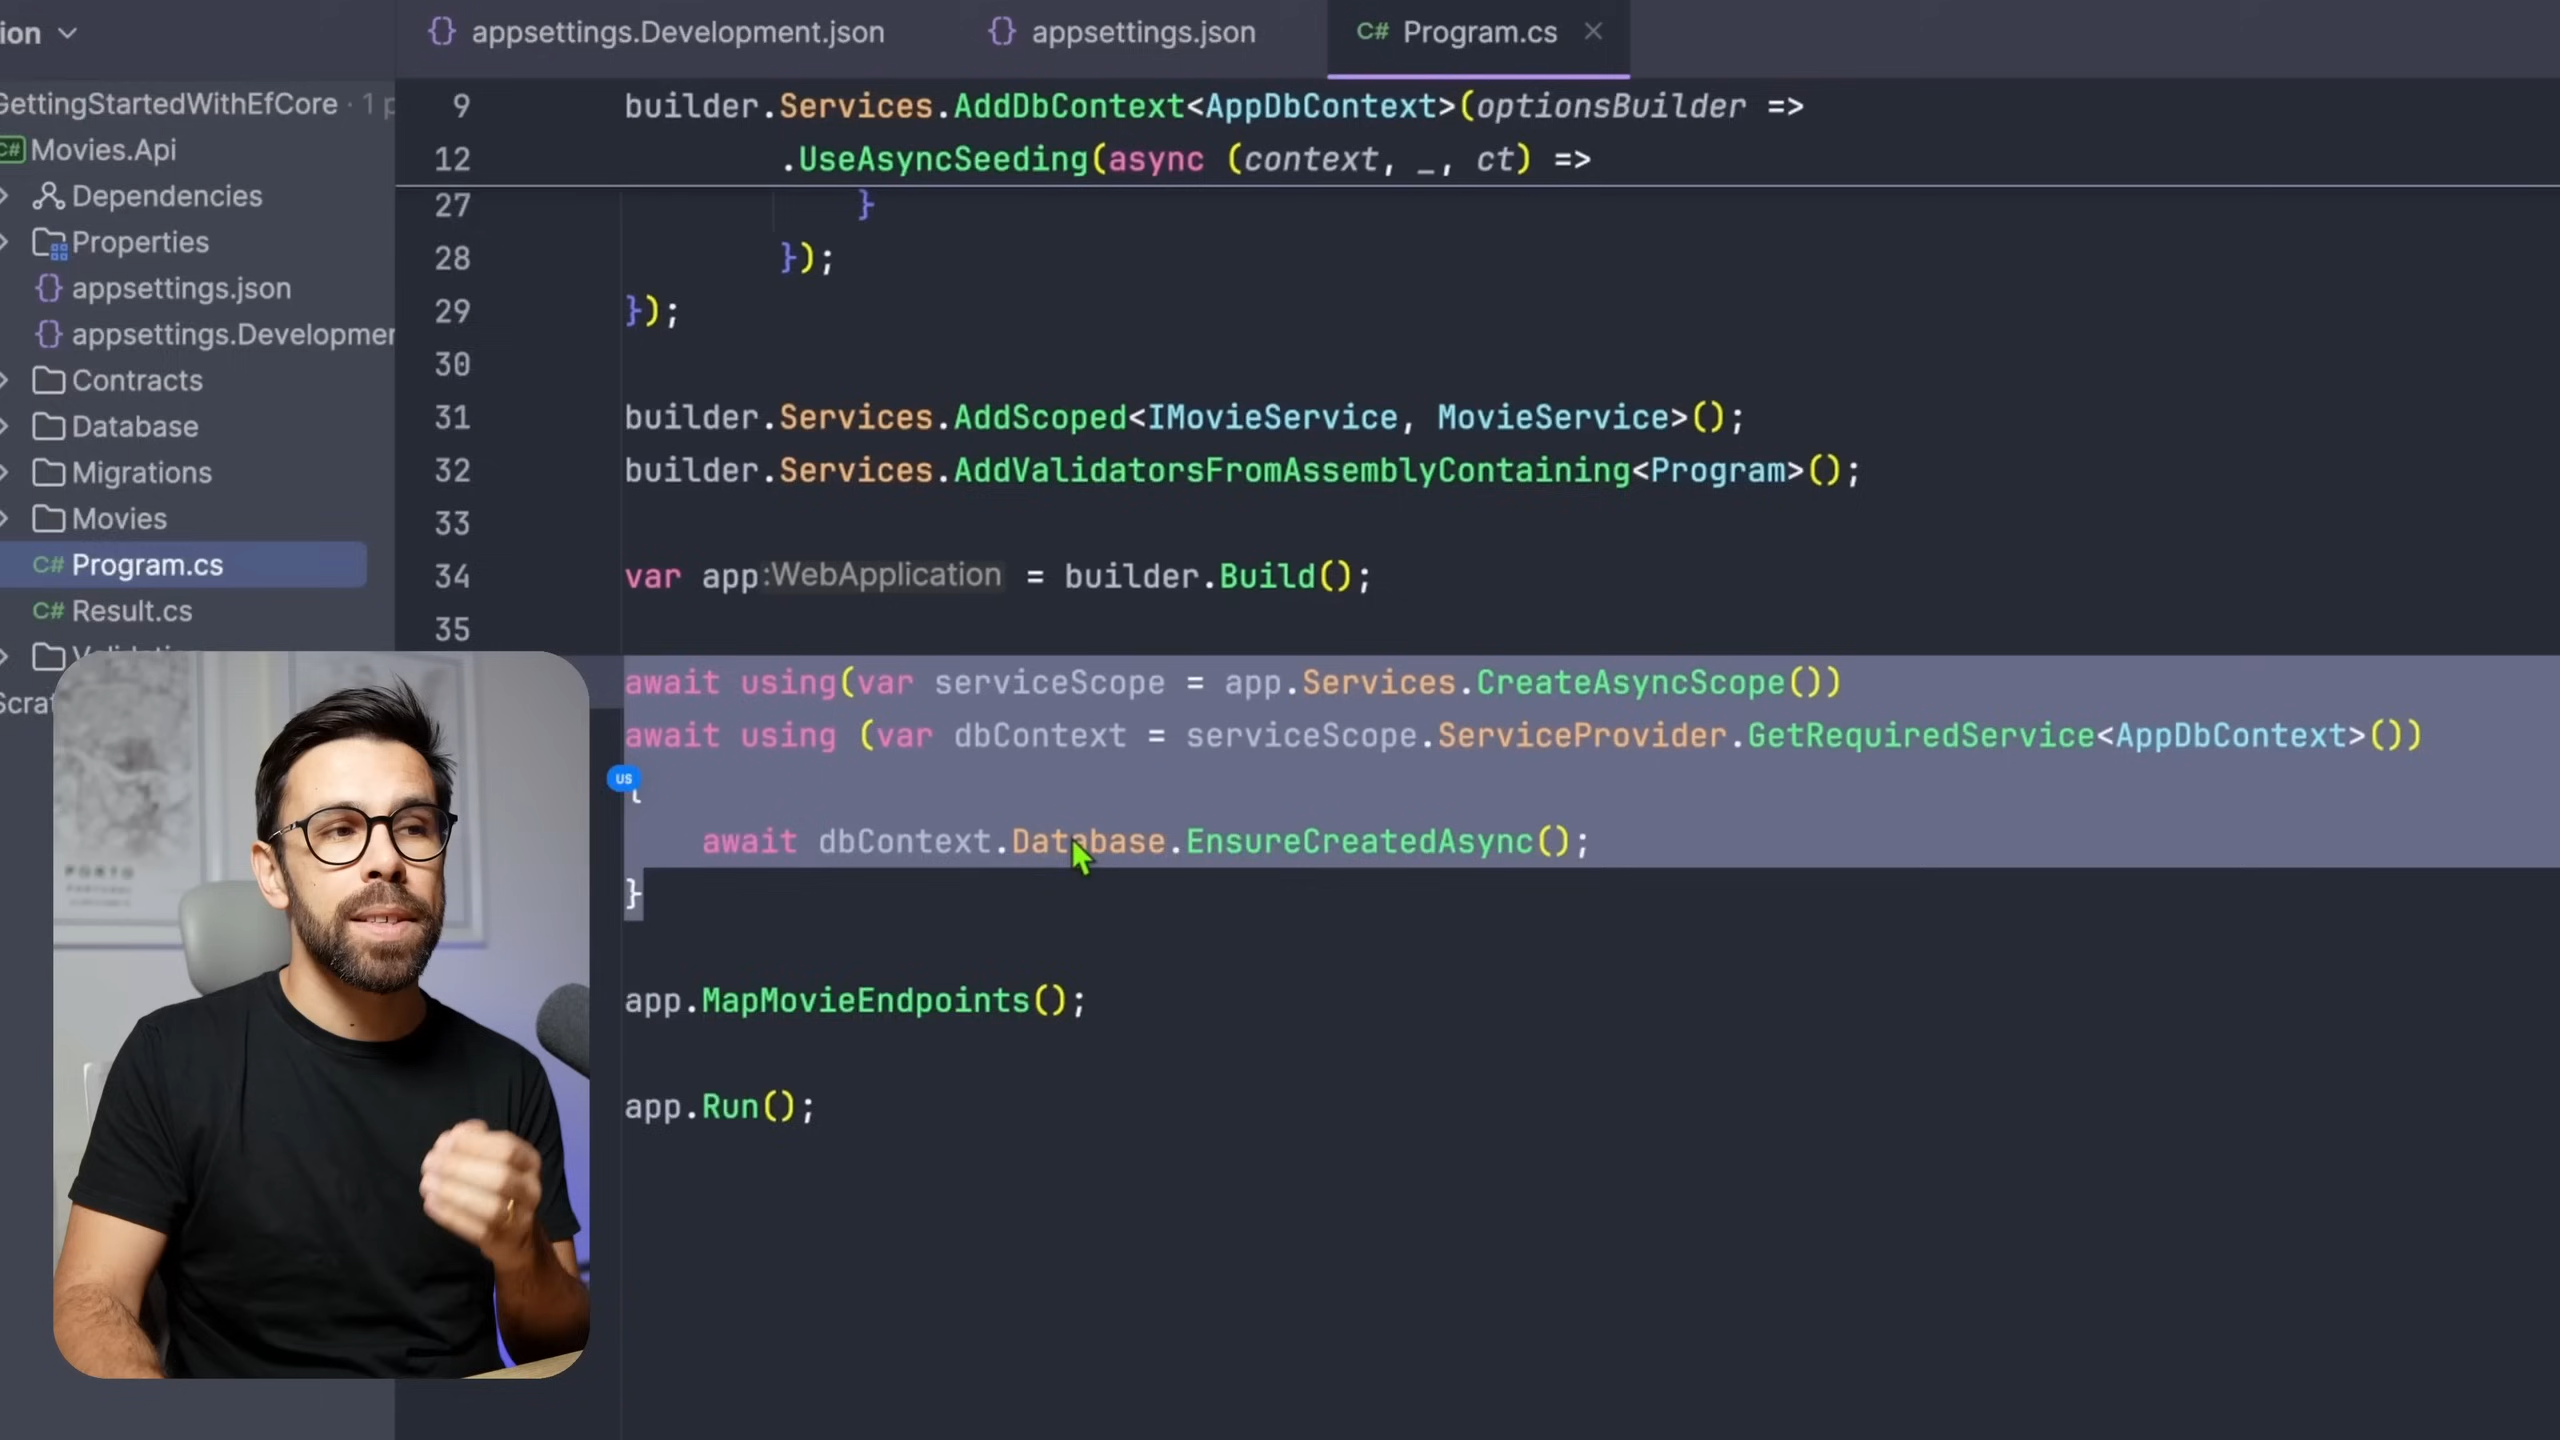 ion
appsettings.Development.json
appsettings.json
C# Program.cs
GettingStartedWithEfCore · 1 p
C# Movies.Api
Dependencies
Properties
appsettings.json
appsettings.Developmen
Contracts
Database
Migrations
Movies
C# Program.cs
C# Result.cs
Scrat
9 builder.Services.AddDbContext<AppDbContext>(optionsBuilder =>
12 .UseAsyncSeeding(async (context, _, ct) =>
27 }
28 });
29 });
30
31 builder.Services.AddScoped<IMovieService, MovieService>();
32 builder.Services.AddValidatorsFromAssemblyContaining<Program>();
33
34 var app:WebApplication = builder.Build();
35
await using(var serviceScope = app.Services.CreateAsyncScope())
await using (var dbContext = serviceScope.ServiceProvider.GetRequiredService<AppDbContext>())
US
{
await dbContext.Database.EnsureCreatedAsync();
}
app.MapMovieEndpoints();
app.Run();
PORTO